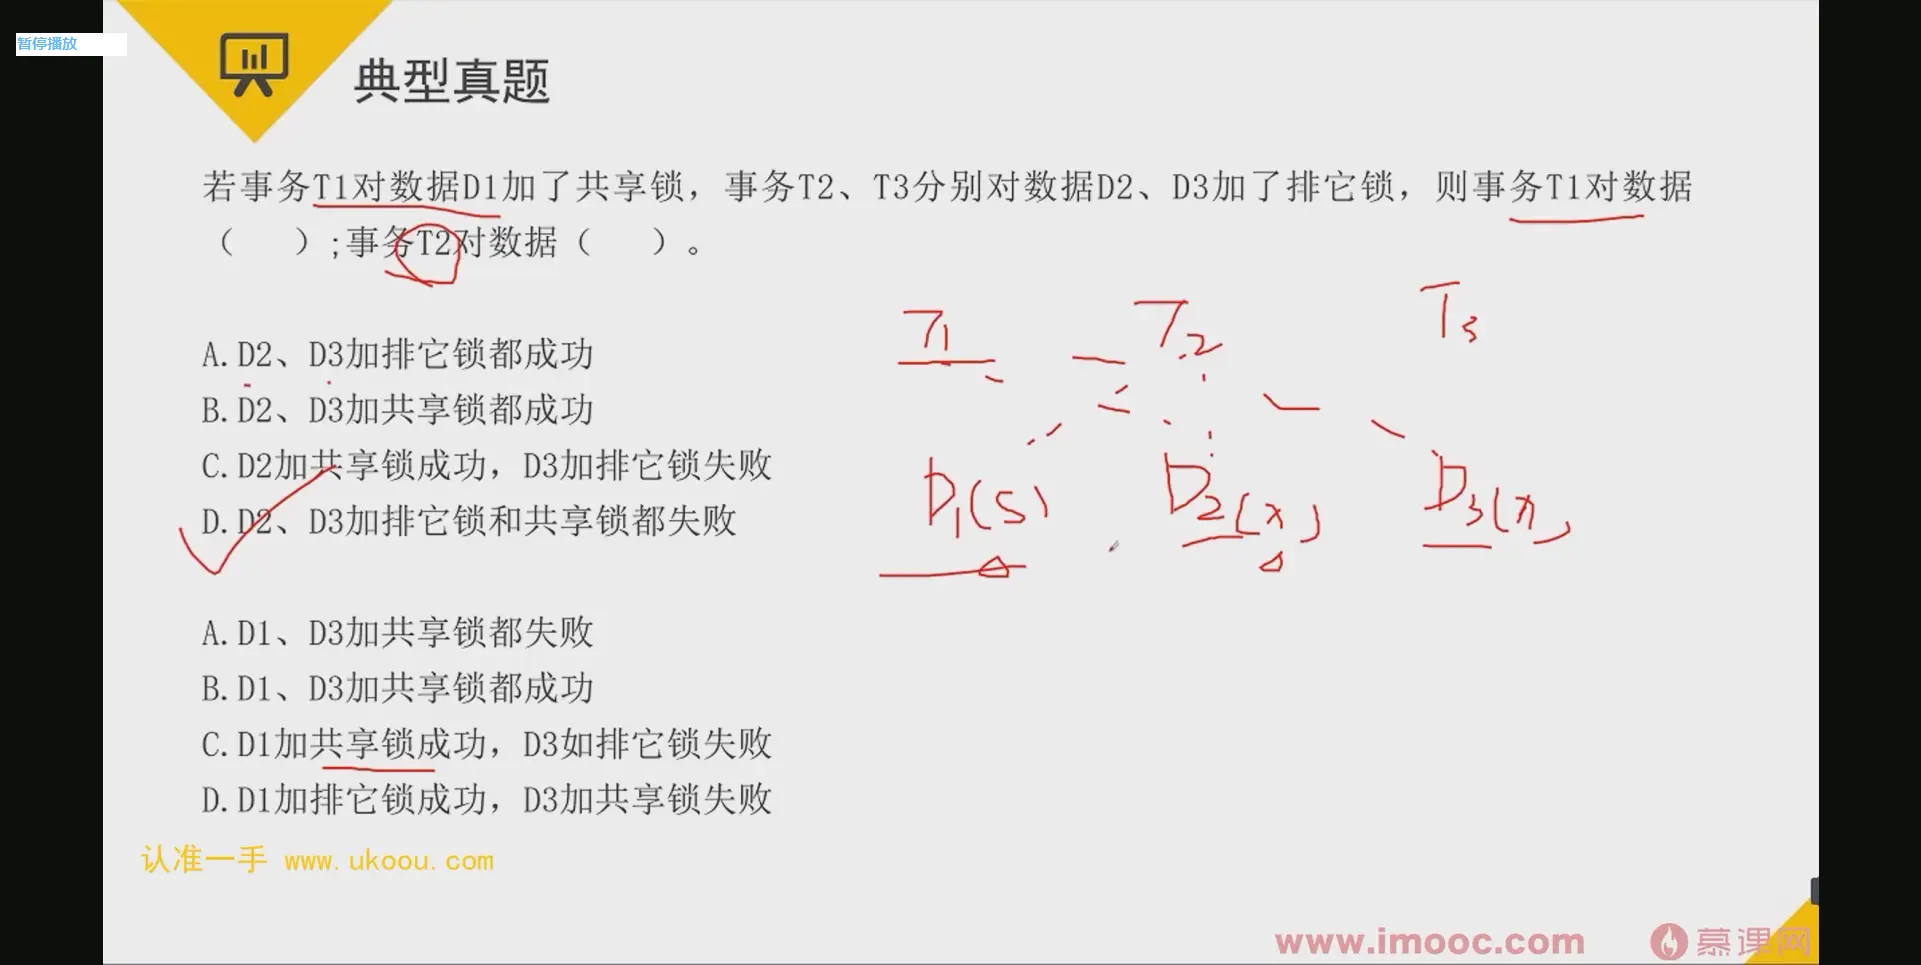 暂停播放
典型真题
若事务T1对数据D1加了共享锁，事务T2、T3分别对数据D2、D3加了排它锁，则事务T1对数据
（ ）;事务T2对数据（ ）。
T1 T2 T3
A.D2、D3加排它锁都成功
B.D2、D3加共享锁都成功
C.D2加共享锁成功，D3加排它锁失败
D.D2、D3加排它锁和共享锁都失败
D1(S) D2(x) D3(x)
A.D1、D3加共享锁都失败
B.D1、D3加共享锁都成功
C.D1加共享锁成功，D3如排它锁失败
D.D1加排它锁成功，D3加共享锁失败
认准一手 www.ukoou.com
www.imooc.com 慕课网